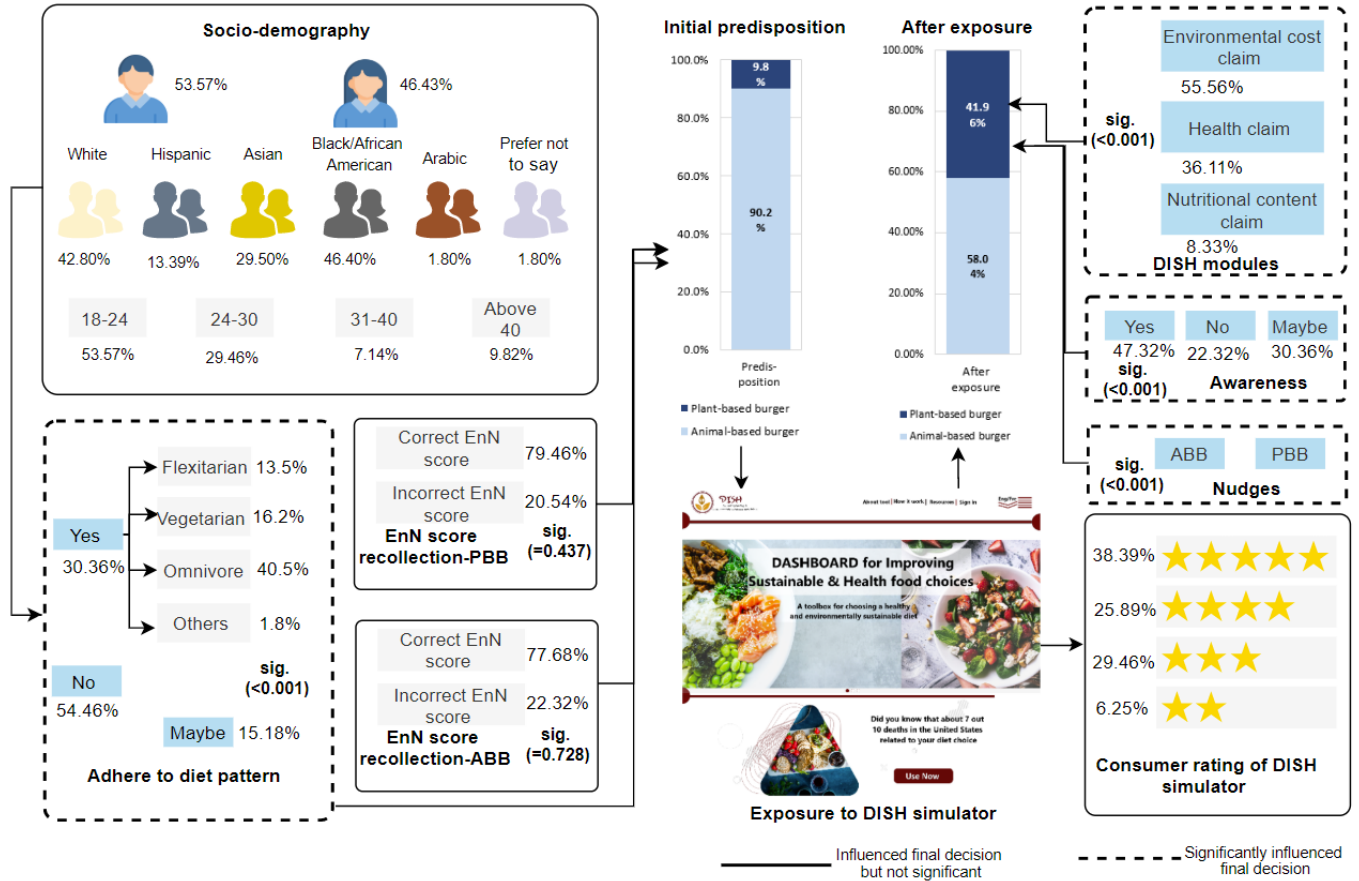 Socio-demography
53.57%
46.43%
White
Hispanic
Asian
Black/African
American
Arabic
Prefer not
to say
42.80%
13.39%
29.50%
46.40%
1.80%
1.80%
18-24
24-30
31-40
Above
40
53.57%
29.46%
7.14%
9.82%
Yes
30.36%
Flexitarian 13.5%
Vegetarian 16.2%
Omnivore 40.5%
Others 1.8%
No
54.46%
sig.
(<0.001)
Maybe 15.18%
Adhere to diet pattern
Correct EnN
score
79.46%
Incorrect EnN
score
20.54%
EnN score
recollection-PBB
sig.
(=0.437)
Correct EnN
score
77.68%
Incorrect EnN
score
22.32%
EnN score
recollection-ABB
sig.
(=0.728)
Initial predisposition
100.0%
80.0%
60.0%
40.0%
20.0%
0.0%
9.8
%
90.2
%
Predis-
position
Plant-based burger
Animal-based burger
After exposure
100.00%
80.00%
60.00%
40.00%
20.00%
0.00%
41.9
6%
58.0
4%
After
exposure
Plant-based burger
Animal-based burger
DISH
About tool | How it work | Resources | Sign in
DASHBOARD for Improving
Sustainable & Health food choices
A toolbox for choosing a healthy
and environmentally sustainable diet
Did you know that about 7 out
10 deaths in the United States
related to your diet choice
Use Now
Exposure to DISH simulator
Environmental cost
claim
55.56%
sig.
(<0.001)
Health claim
36.11%
Nutritional content
claim
8.33%
DISH modules
Yes
No
Maybe
47.32%
22.32%
30.36%
sig.
(<0.001)
Awareness
sig.
(<0.001)
ABB
PBB
Nudges
38.39%
25.89%
29.46%
6.25%
Consumer rating of DISH
simulator
Influenced final decision
but not significant
Significantly influenced
final decision